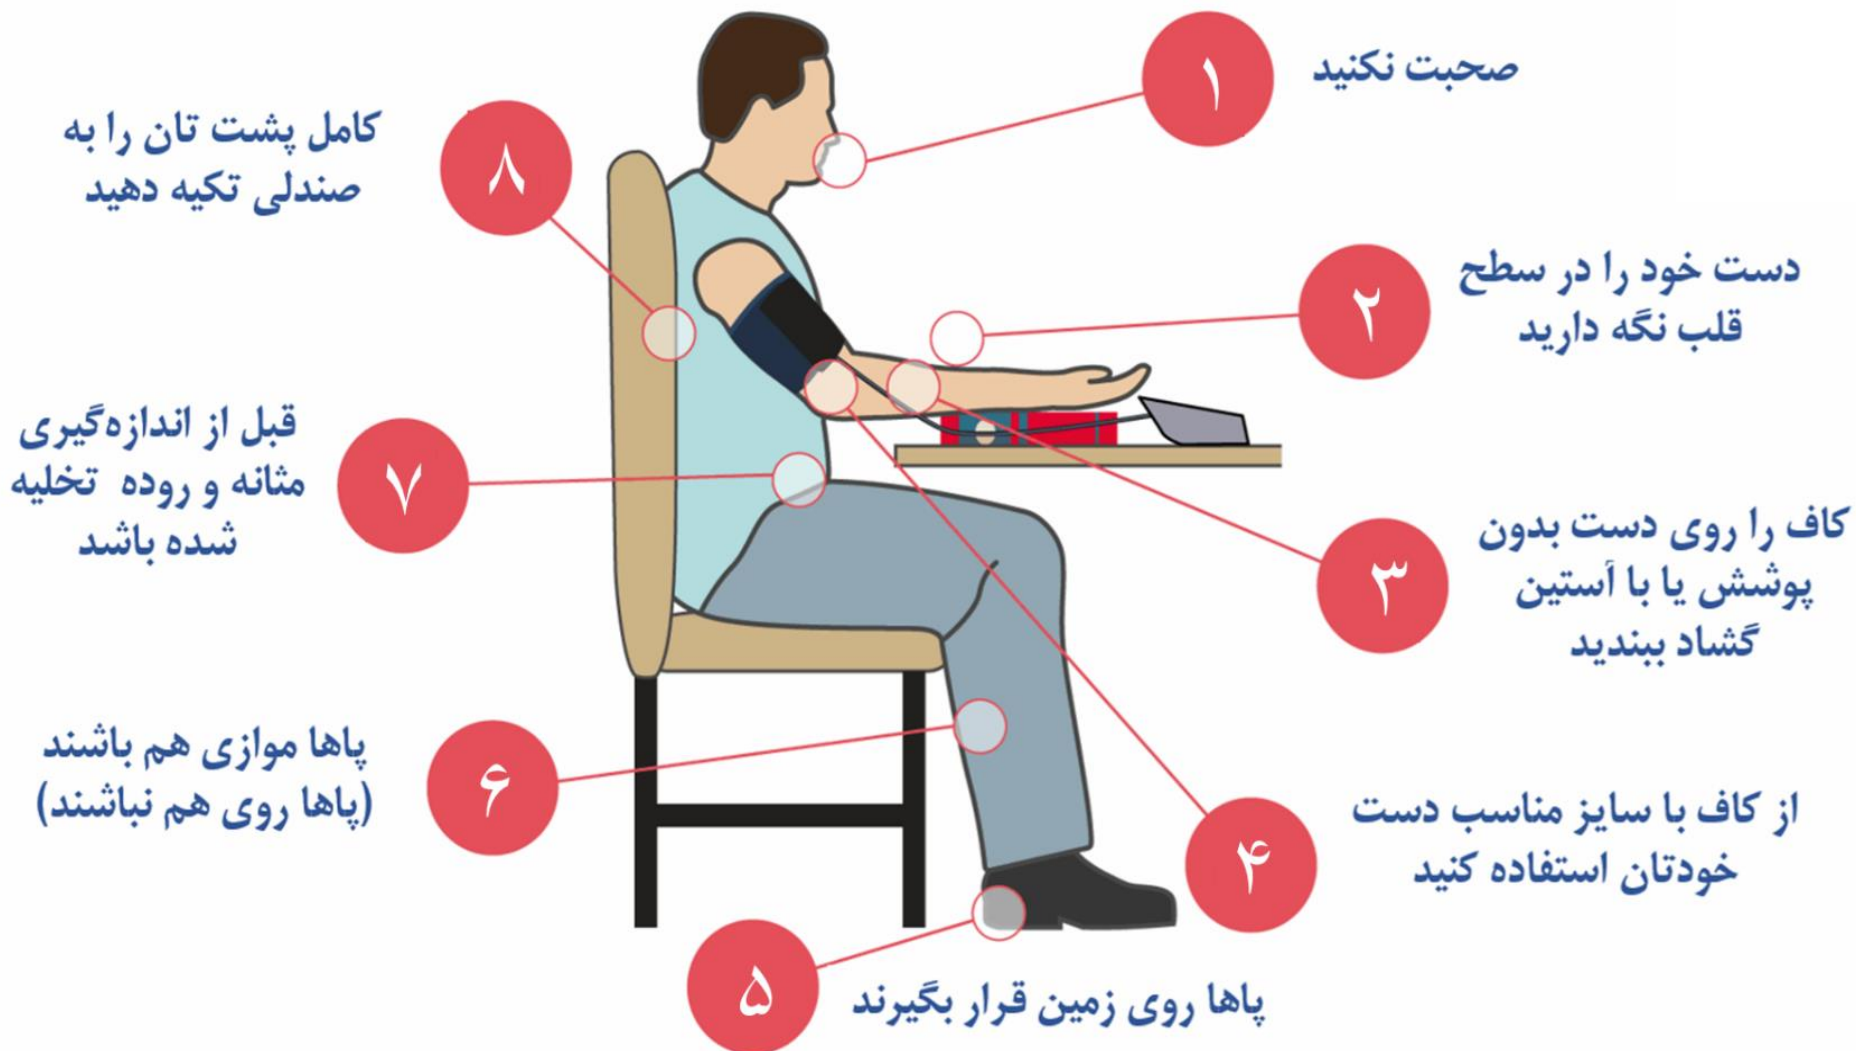 ۱
صحبت نکنید
۲
دست خود را در سطح
قلب نگه دارید
۳
کاف را روی دست بدون
پوشش یا با آستین
گشاد ببندید
۴
از کاف با سایز مناسب دست
خودتان استفاده کنید
۵
پاها روی زمین قرار بگیرند
۶
پاها موازی هم باشند
(پاها روی هم نباشند)
۷
قبل از اندازه‌گیری
مثانه و روده تخلیه
شده باشد
۸
کامل پشت تان را به
صندلی تکیه دهید